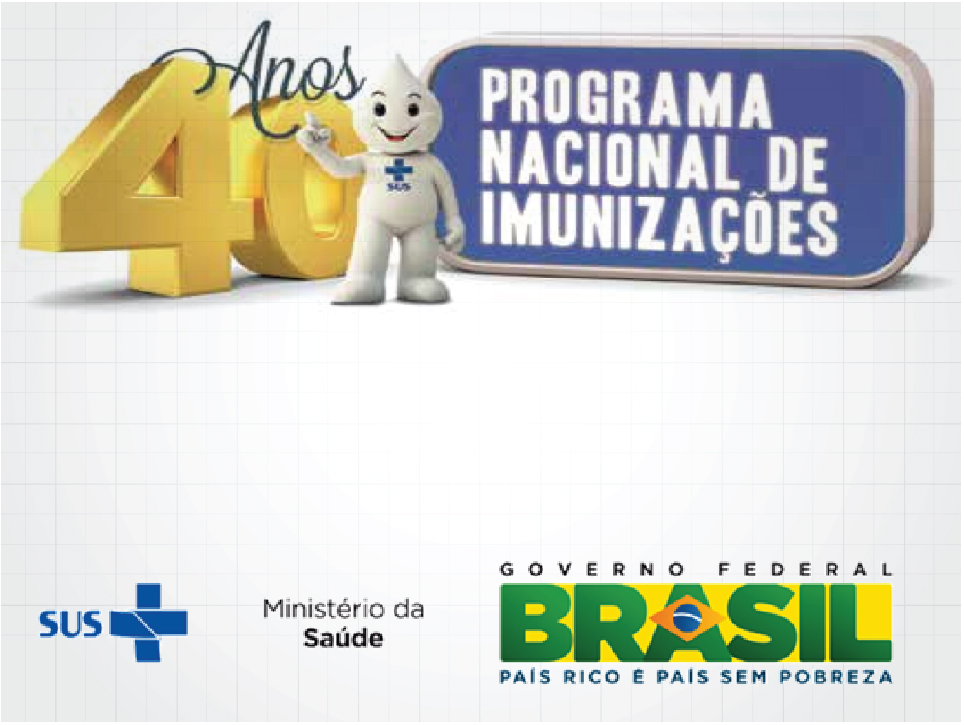 40 Anos
PROGRAMA
NACIONAL DE
IMUNIZAÇÕES
SUS
SUS
Ministério da
Saúde
GOVERNO FEDERAL
BRASIL
PAÍS RICO É PAÍS SEM POBREZA